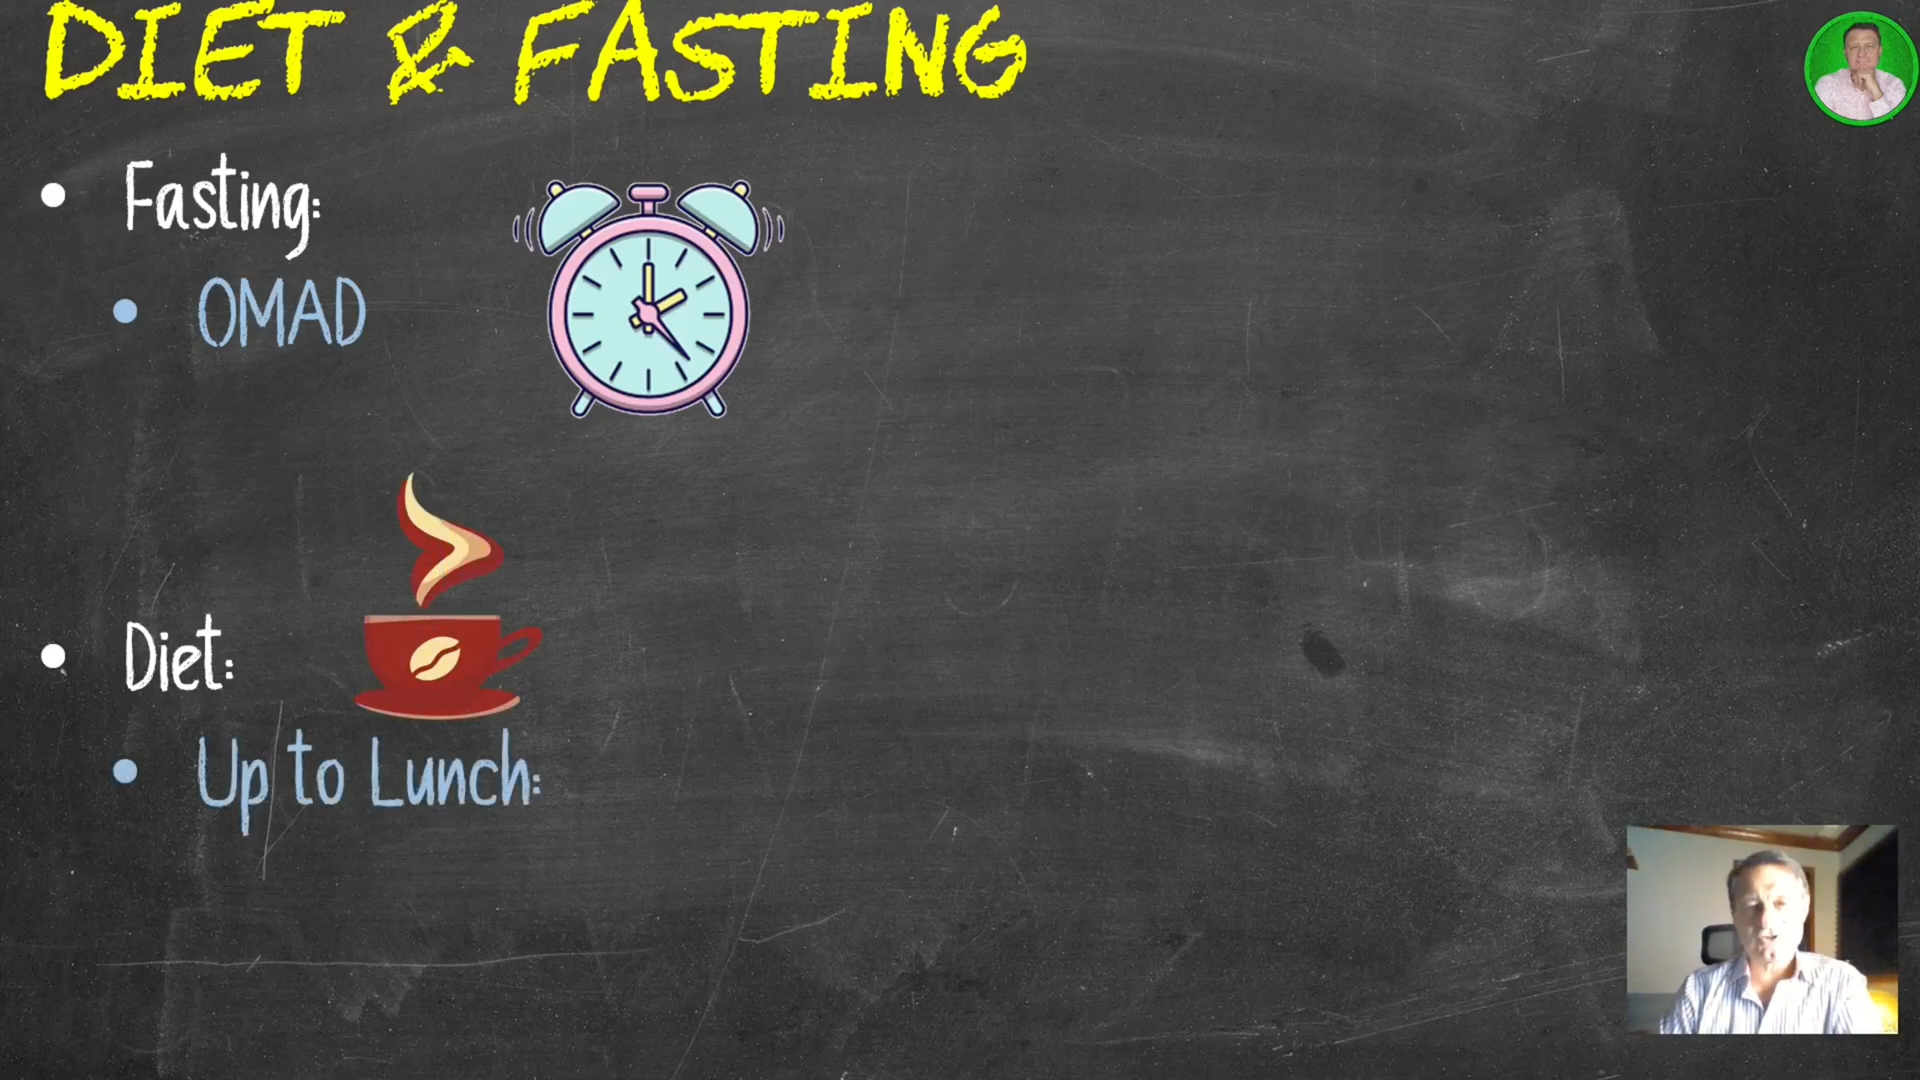 DIET & FASTING
• Fasting:
• OMAD
• Diet:
• Up to Lunch: